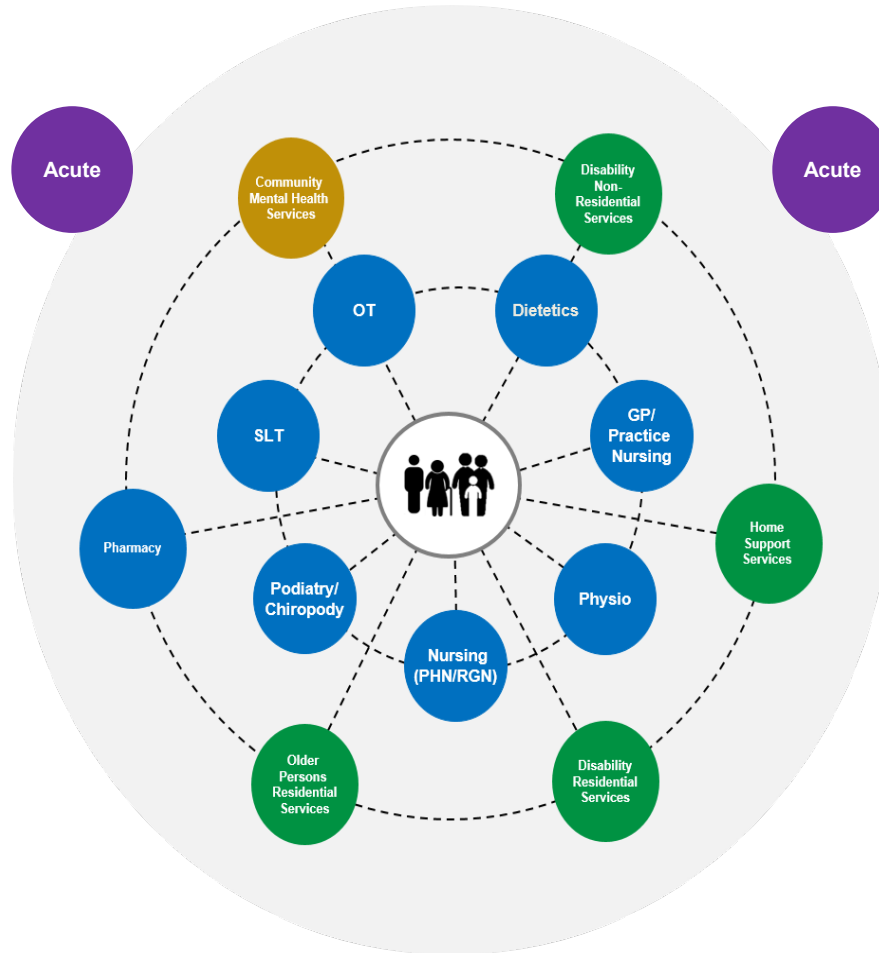 Acute
Acute
Community
Mental Health
Services
Disability
Non-
Residential
Services
OT
Dietetics
SLT
GP/
Practice
Nursing
Pharmacy
Home
Support
Services
Podiatry/
Chiropody
Physio
Nursing
(PHN/RGN)
Older
Persons
Residential
Services
Disability
Residential
Services